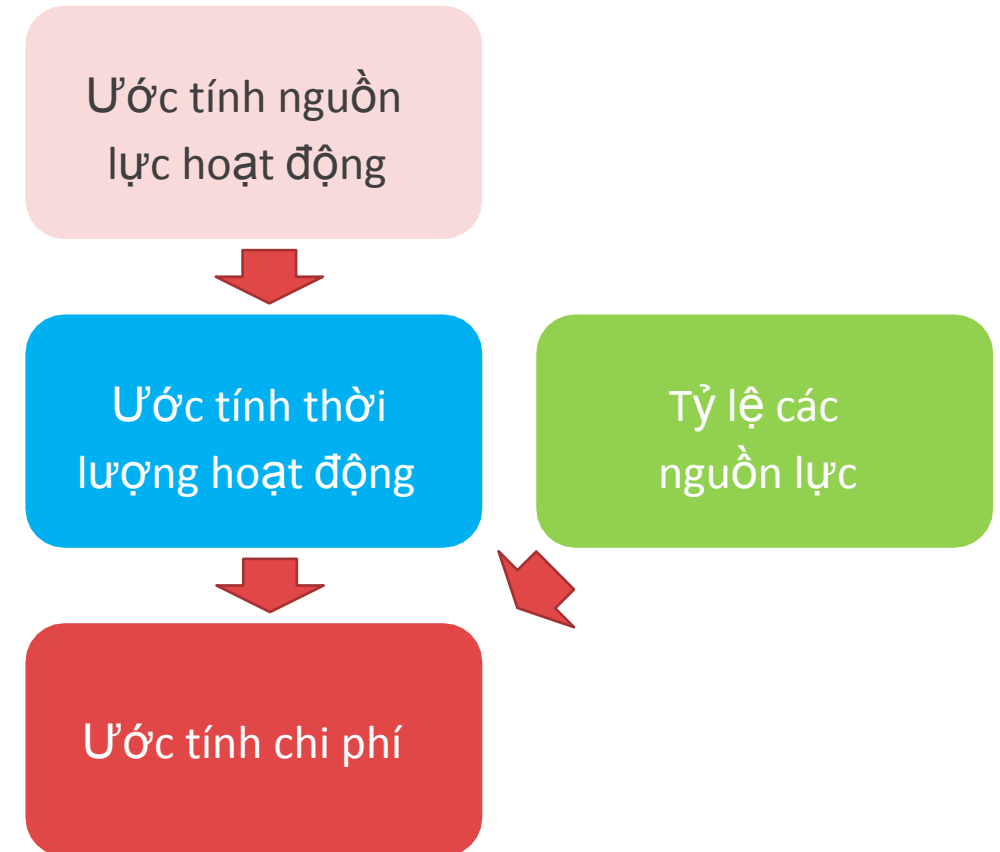 Ước tính nguồn
lực hoạt động
Ước tính thời
lượng hoạt động
Tỷ lệ các
nguồn lực
Ước tính chi phí